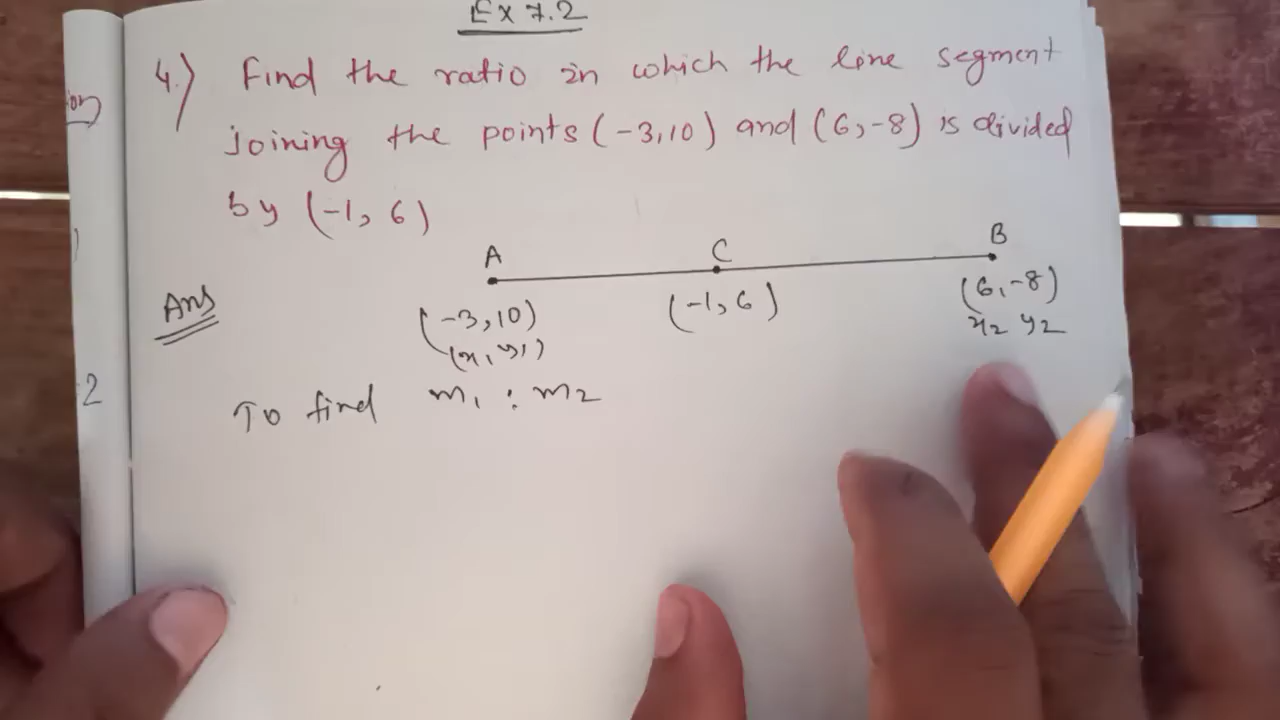 Ex 7.2
4.) Find the ratio in which the line segment
joining the points (-3,10) and (6,-8) is divided
by (-1, 6)
A C B
Ans
(-3,10) (-1,6) (6,-8)
(x1 y1) x2 y2
To find m1 : m2
2